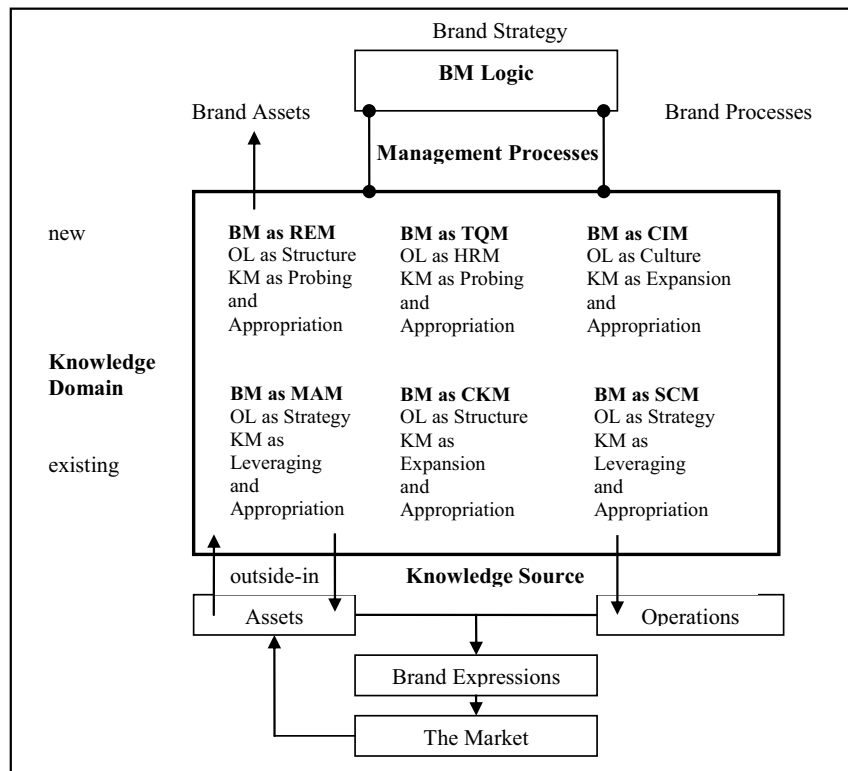 Brand Strategy
BM Logic
Brand Assets
Brand Processes
Management Processes
new
BM as REM
OL as Structure
KM as Probing
and
Appropriation
BM as TQM
OL as HRM
KM as Probing
and
Appropriation
BM as CIM
OL as Culture
KM as Expansion
and
Appropriation
Knowledge
Domain
existing
BM as MAM
OL as Strategy
KM as
Leveraging
and
Appropriation
BM as CKM
OL as Structure
KM as
Expansion
and
Appropriation
BM as SCM
OL as Strategy
KM as
Leveraging
and
Appropriation
outside-in
Knowledge Source
Assets
Operations
Brand Expressions
The Market